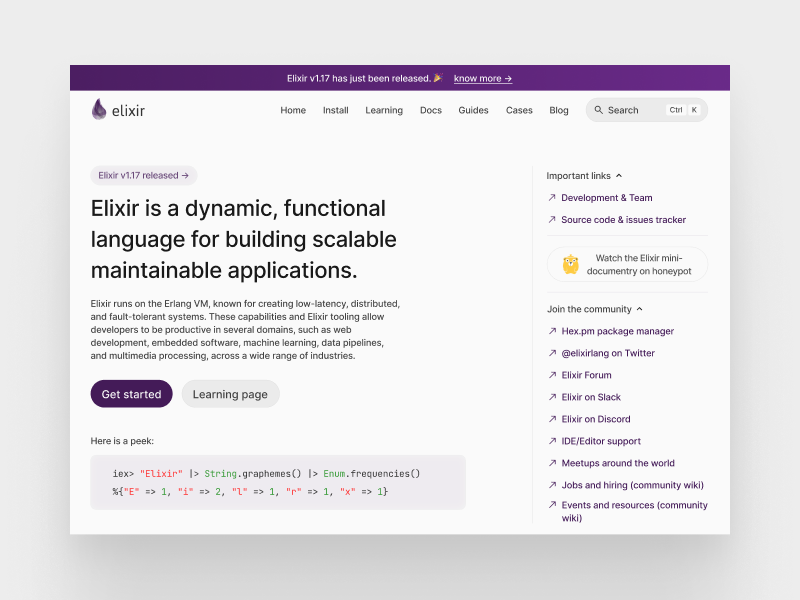 Elixir v1.17 has just been released. 🎉 know more →
elixir
Home Install Learning Docs Guides Cases Blog
Search Ctrl K
Elixir v1.17 released →
Elixir is a dynamic, functional
language for building scalable
maintainable applications.
Elixir runs on the Erlang VM, known for creating low-latency, distributed,
and fault-tolerant systems. These capabilities and Elixir tooling allow
developers to be productive in several domains, such as web
development, embedded software, machine learning, data pipelines,
and multimedia processing, across a wide range of industries.
Get started
Learning page
Here is a peek:
iex> "Elixir" |> String.graphemes() |> Enum.frequencies()
%{"E" => 1, "i" => 2, "l" => 1, "r" => 1, "x" => 1}
Important links
Development & Team
Source code & issues tracker
Watch the Elixir mini-
documentry on honeypot
Join the community
Hex.pm package manager
@elixirlang on Twitter
Elixir Forum
Elixir on Slack
Elixir on Discord
IDE/Editor support
Meetups around the world
Jobs and hiring (community wiki)
Events and resources (community
wiki)